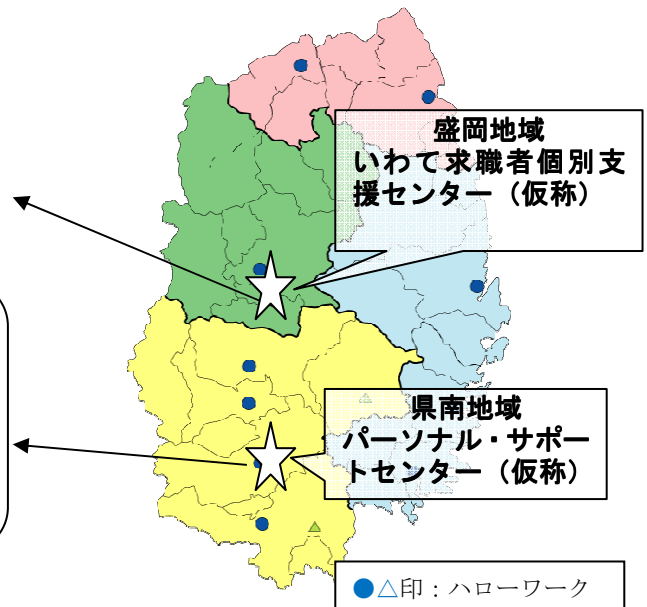 盛岡地域
いわて求職者個別支
援センター（仮称）
県南地域
パーソナル・サポー
トセンター（仮称）
●△印：ハローワーク